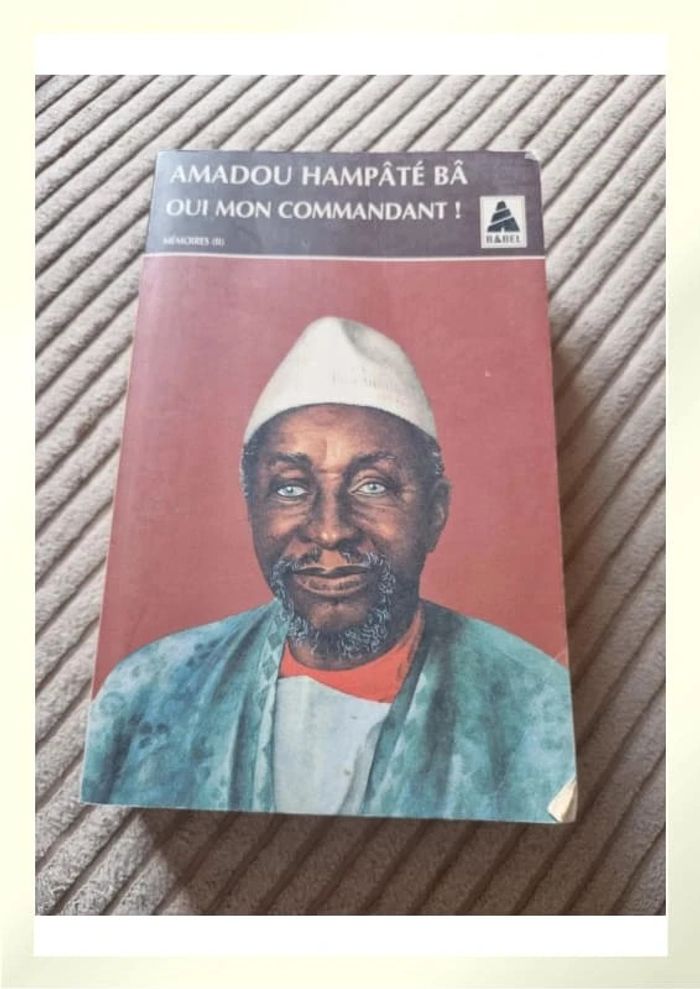 AMADOU HAMPÂTÉ BÂ
OUI MON COMMANDANT !
BABEL
MÉMOIRES (II)